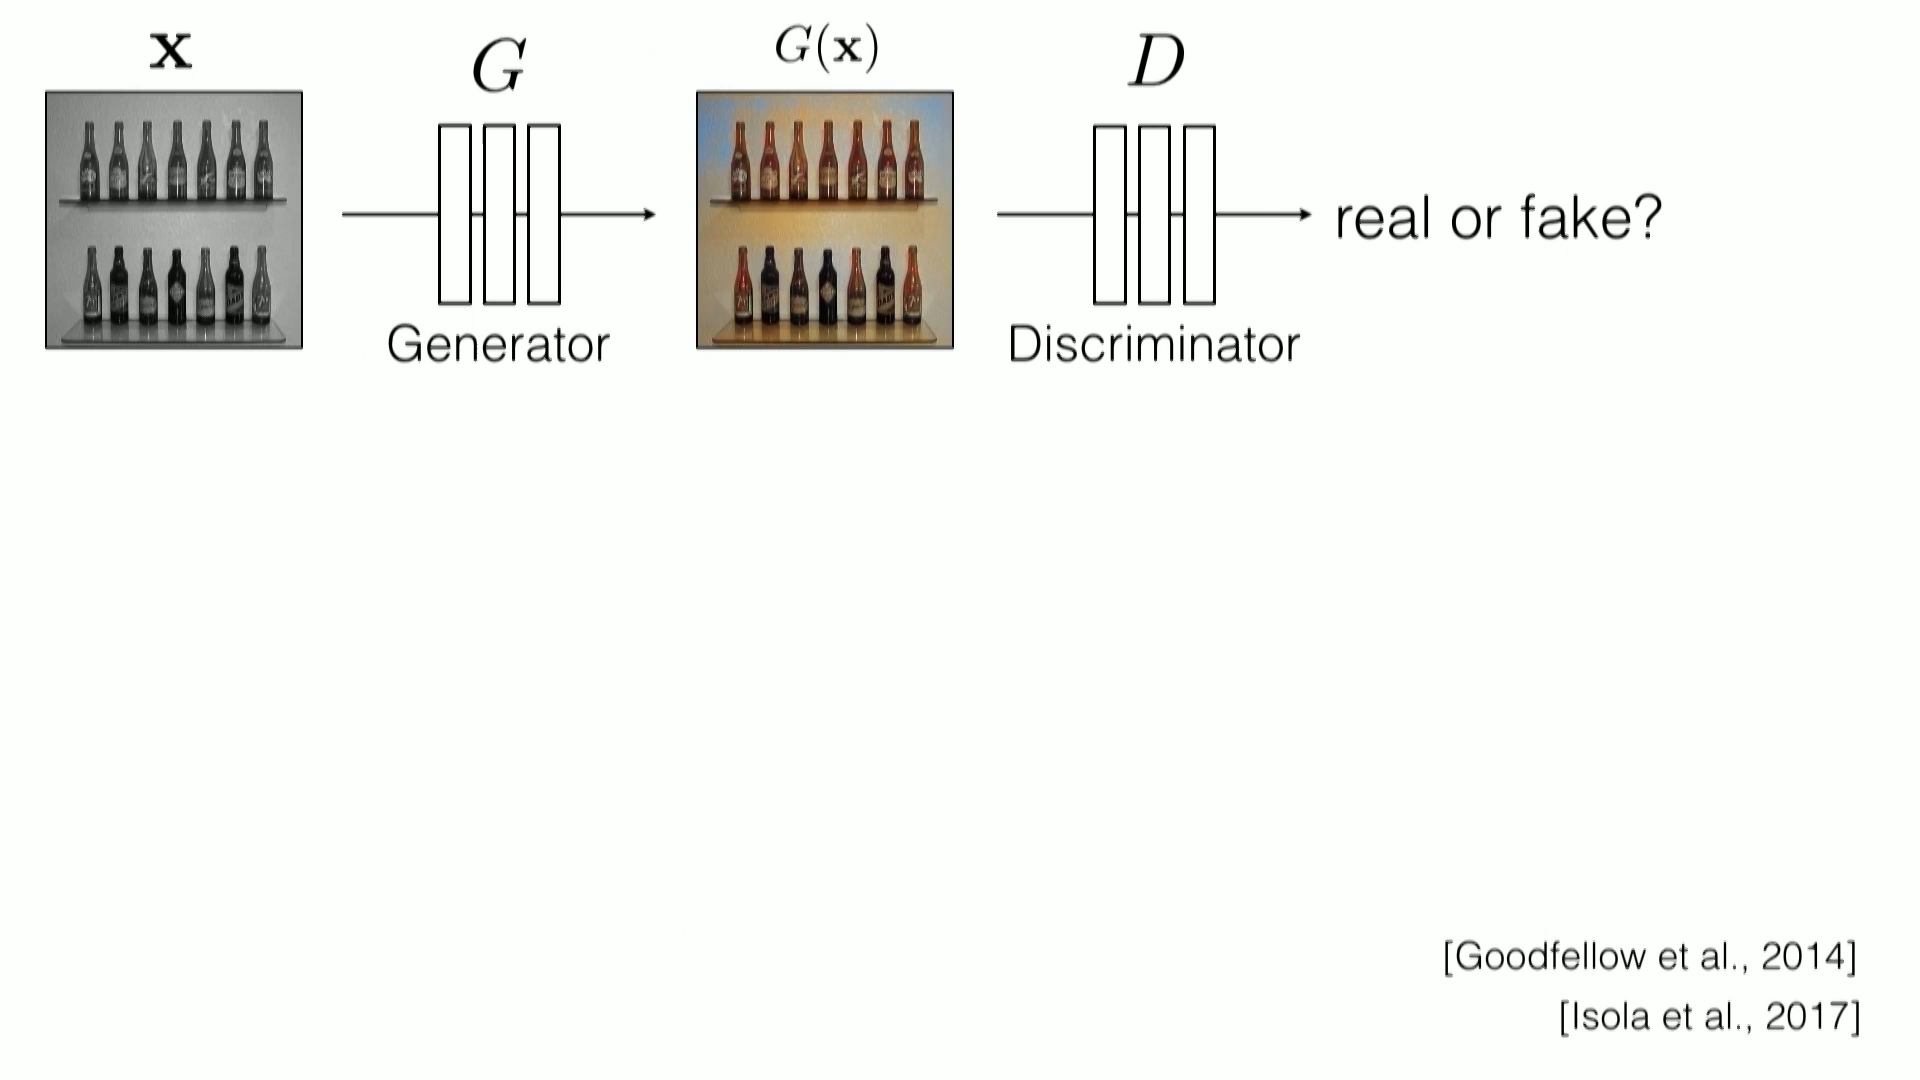 x
G
G(x)
D
real or fake?
Generator
Discriminator
[Goodfellow et al., 2014]
[Isola et al., 2017]